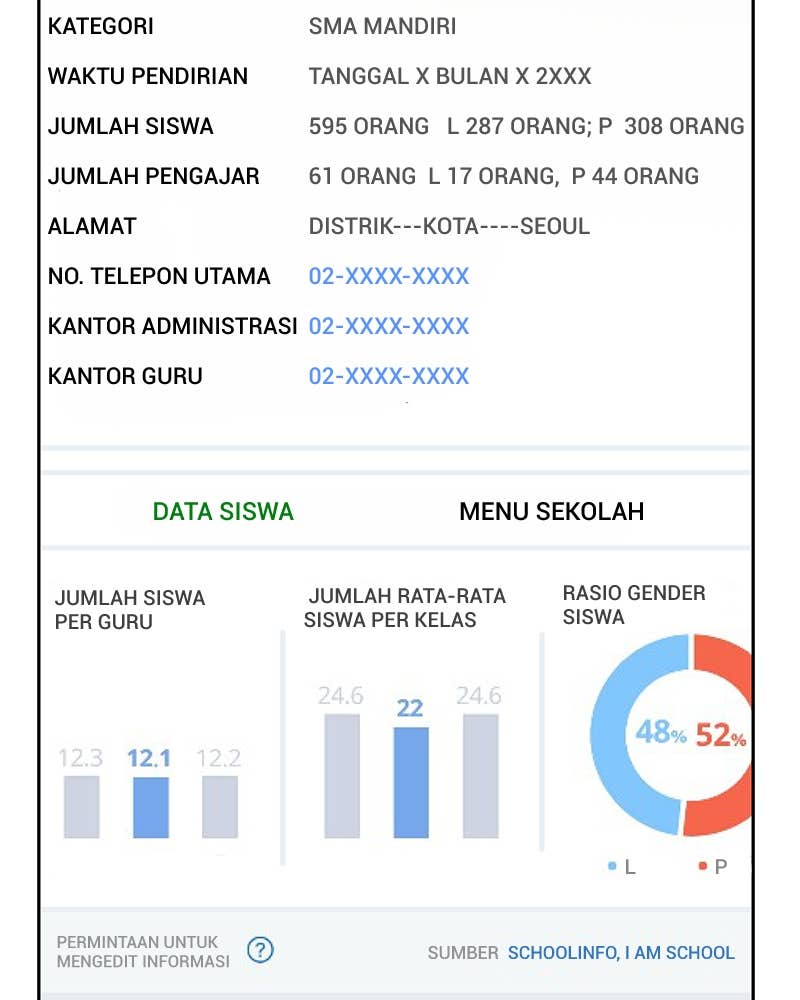 KATEGORI SMA MANDIRI
WAKTU PENDIRIAN TANGGAL X BULAN X 2XXX
JUMLAH SISWA 595 ORANG L 287 ORANG; P 308 ORANG
JUMLAH PENGAJAR 61 ORANG L 17 ORANG, P 44 ORANG
ALAMAT DISTRIK---KOTA----SEOUL
NO. TELEPON UTAMA 02-XXXX-XXXX
KANTOR ADMINISTRASI 02-XXXX-XXXX
KANTOR GURU 02-XXXX-XXXX
DATA SISWA MENU SEKOLAH
JUMLAH SISWA
PER GURU
12.3 12.1 12.2
JUMLAH RATA-RATA
SISWA PER KELAS
24.6 22 24.6
RASIO GENDER
SISWA
48% 52%
L P
PERMINTAAN UNTUK
MENGEDIT INFORMASI ?
SUMBER SCHOOLINFO, I AM SCHOOL